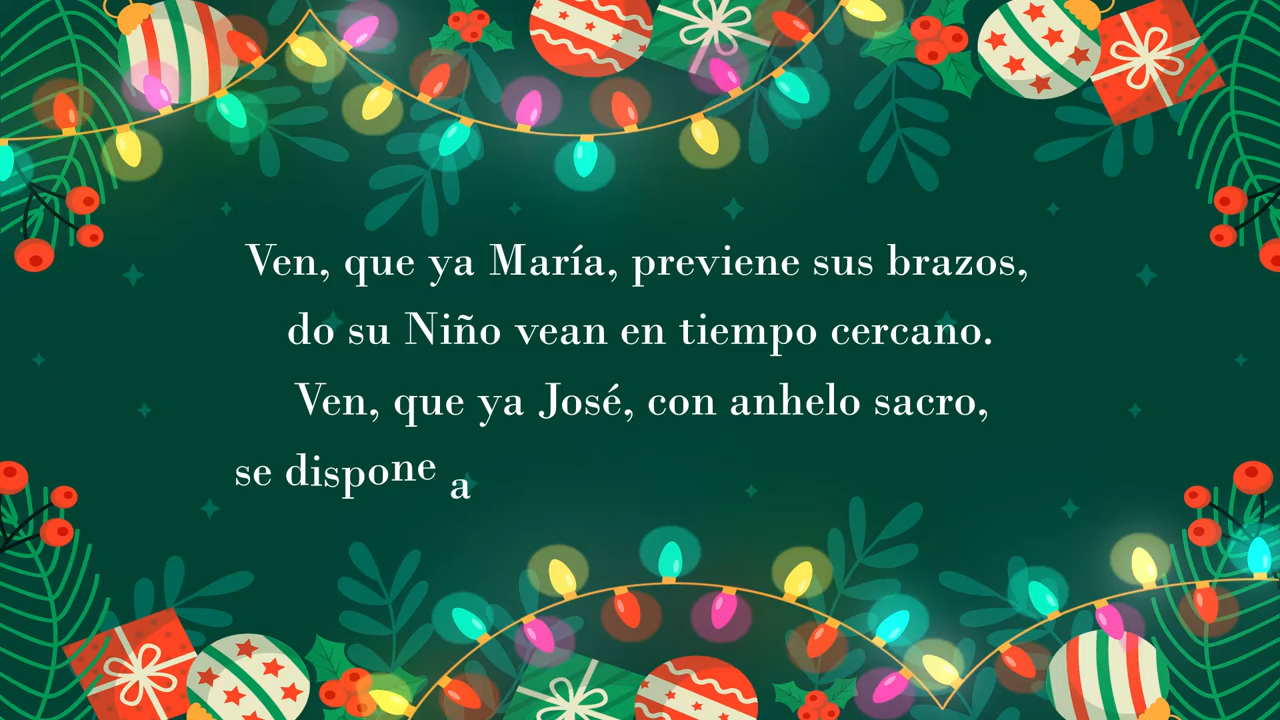 Ven, que ya María, previene sus brazos,
do su Niño vean en tiempo cercano.
Ven, que ya José, con anhelo sacro,
se dispone a